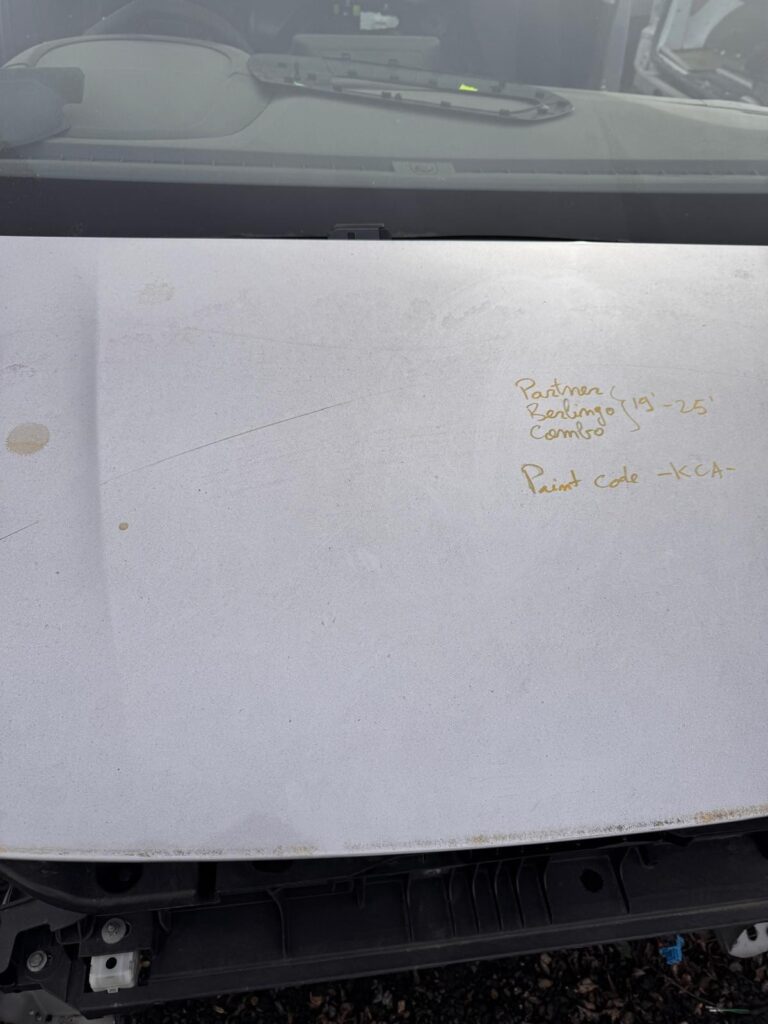 Partner
Berlingo } 19' - 25'
Combo
Paint code - KCA -